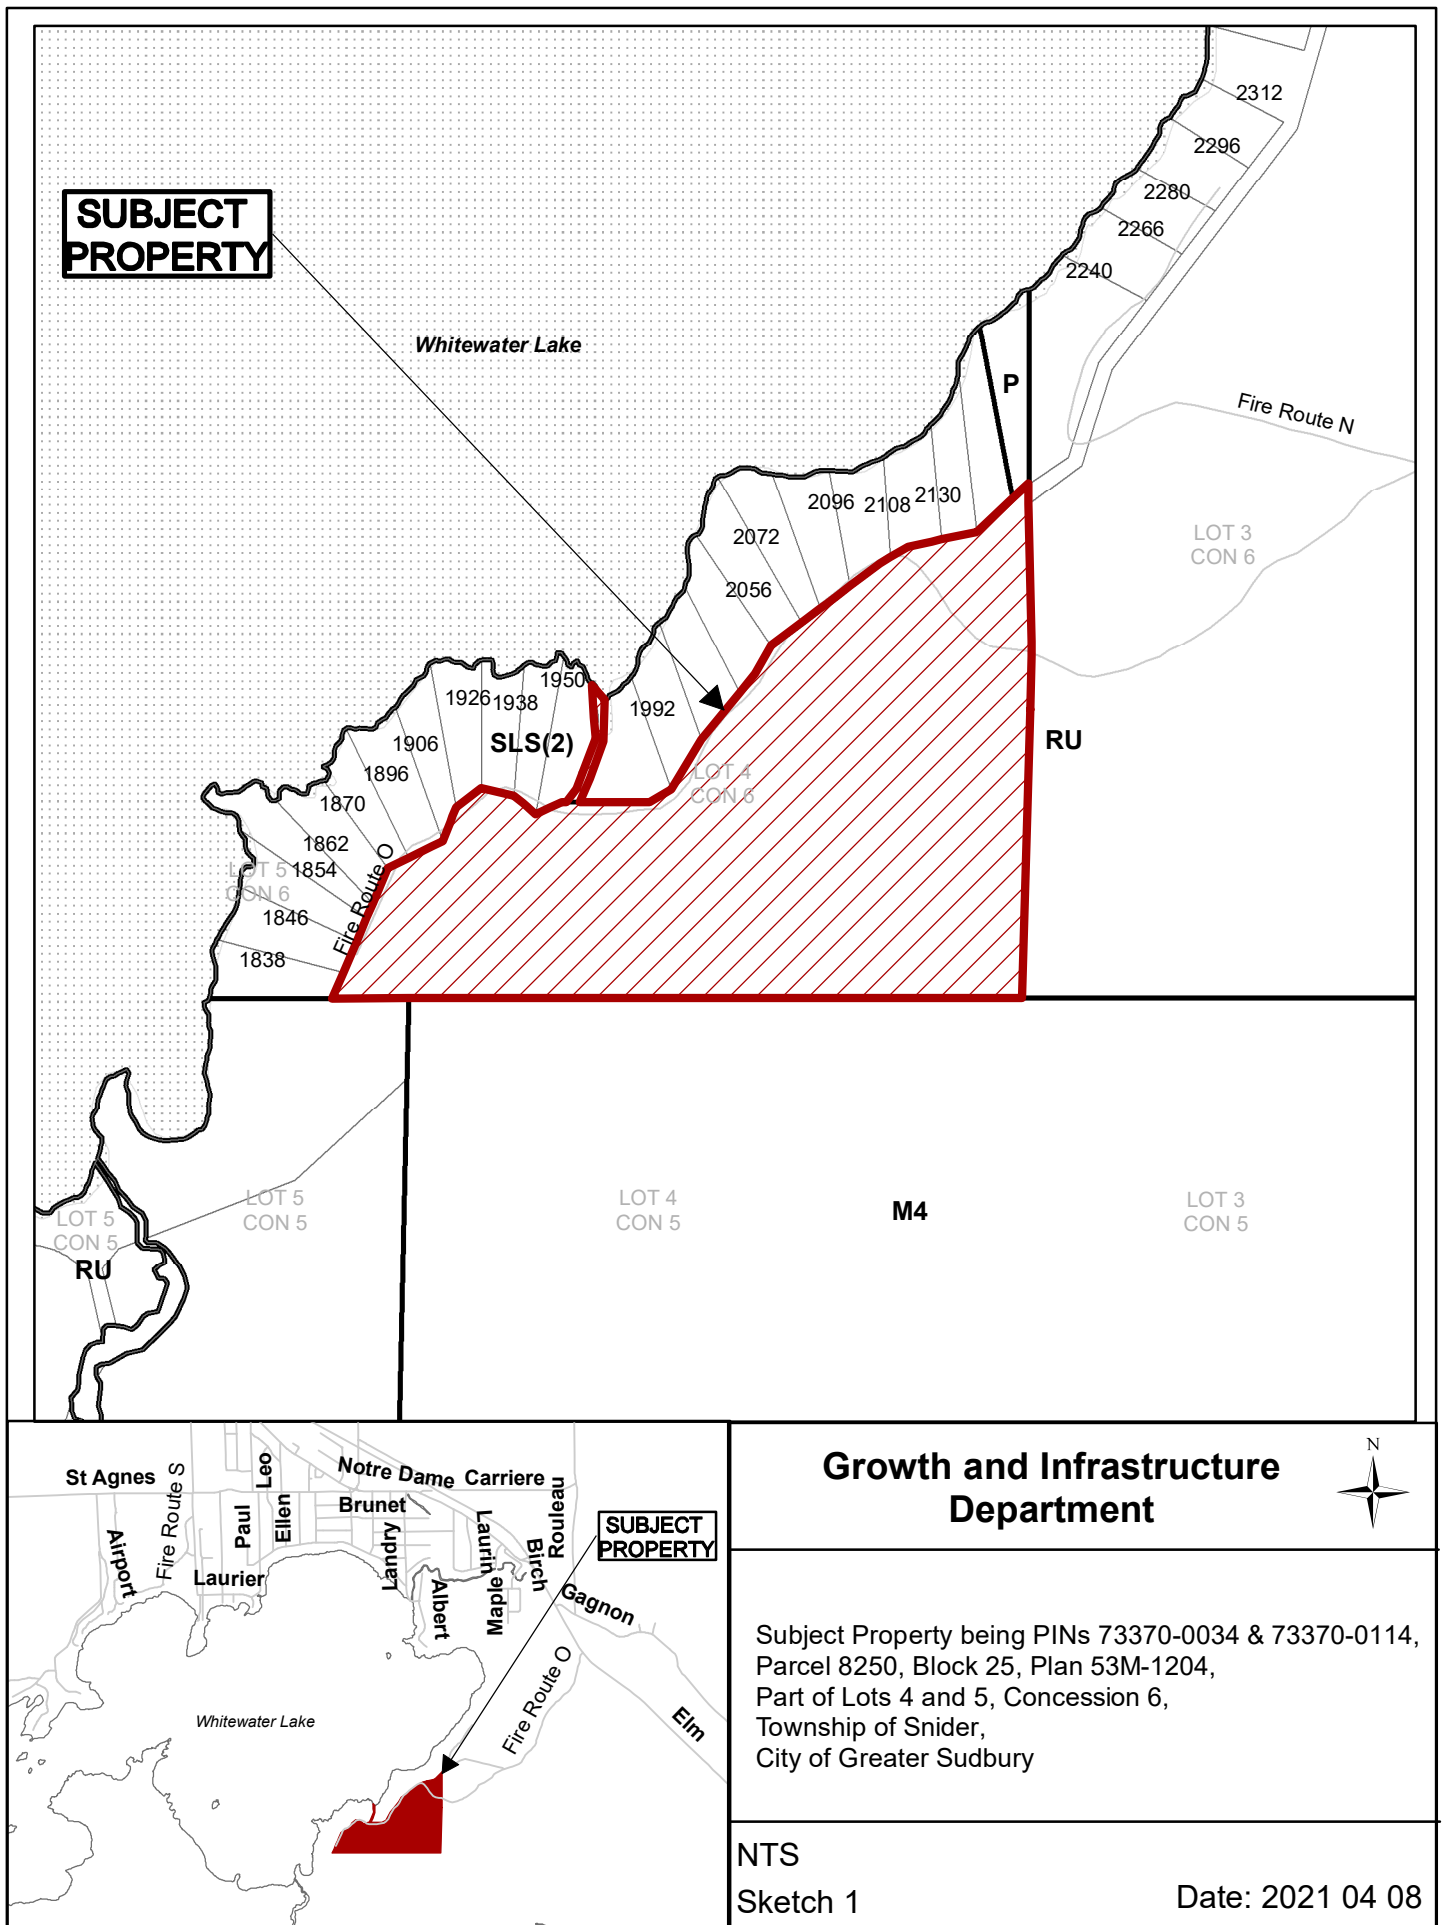 2312
2296
2280
2266
2240
SUBJECT
PROPERTY
Whitewater Lake
P
Fire Route N
2096
2108
2130
2072
2056
LOT 3
CON 6
1950
1926
1938
1992
1906
SLS(2)
RU
1896
LOT 4
CON 6
1870
1862
1854
LOT 5
CON 6
Fire Route O
1846
1838
LOT 5
CON 5
LOT 5
CON 5
RU
LOT 4
CON 5
M4
LOT 3
CON 5
St Agnes
Fire Route S
Leo
Notre Dame
Carriere
Rouleau
Paul
Ellen
Brunet
Landry
Laurin
Birch
Airport
Laurier
Albert
Maple
Gagnon
SUBJECT
PROPERTY
Fire Route O
Elm
Whitewater Lake
Growth and Infrastructure
Department
N
Subject Property being PINs 73370-0034 & 73370-0114,
Parcel 8250, Block 25, Plan 53M-1204,
Part of Lots 4 and 5, Concession 6,
Township of Snider,
City of Greater Sudbury
NTS
Sketch 1
Date: 2021 04 08